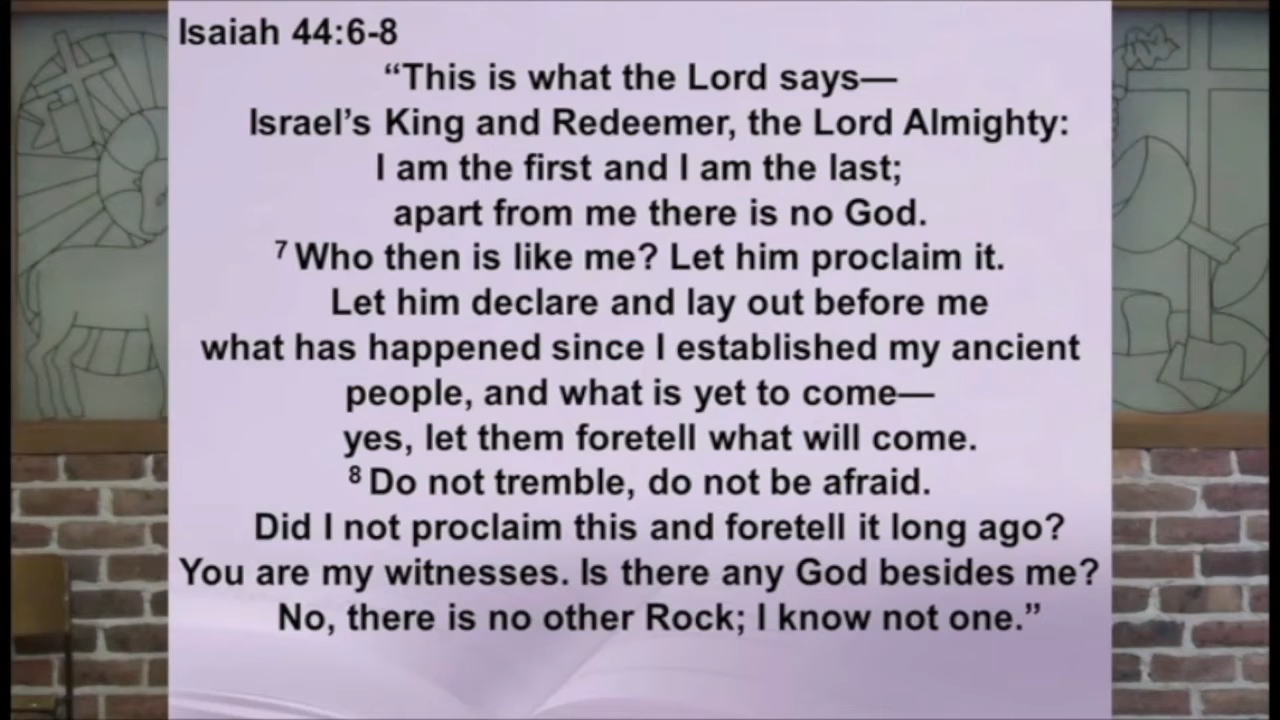 Isaiah 44:6-8
“This is what the Lord says—
Israel’s King and Redeemer, the Lord Almighty:
I am the first and I am the last;
apart from me there is no God.
7 Who then is like me? Let him proclaim it.
Let him declare and lay out before me
what has happened since I established my ancient
people, and what is yet to come—
yes, let them foretell what will come.
8 Do not tremble, do not be afraid.
Did I not proclaim this and foretell it long ago?
You are my witnesses. Is there any God besides me?
No, there is no other Rock; I know not one.”